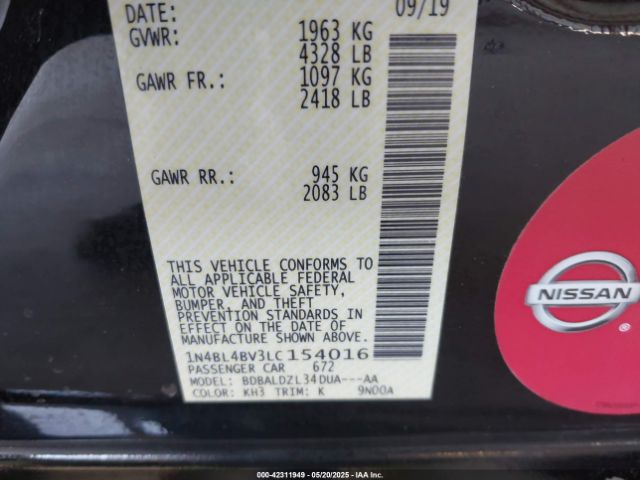 DATE: 09/19
GVWR: 1963 KG
4328 LB
GAWR FR.: 1097 KG
2418 LB
GAWR RR.: 945 KG
2083 LB
THIS VEHICLE CONFORMS TO
ALL APPLICABLE FEDERAL
MOTOR VEHICLE SAFETY,
BUMPER, AND THEFT
PREVENTION STANDARDS IN
EFFECT ON THE DATE OF
MANUFACTURE SHOWN ABOVE.
1N4BL4BV3LC154016
PASSENGER CAR 672
MODEL: BDBALDZL34DUA---AA
COLOR: KH3 TRIM: K 9N00A
NISSAN
000-42311949 - 05/20/2025 - IAA Inc.